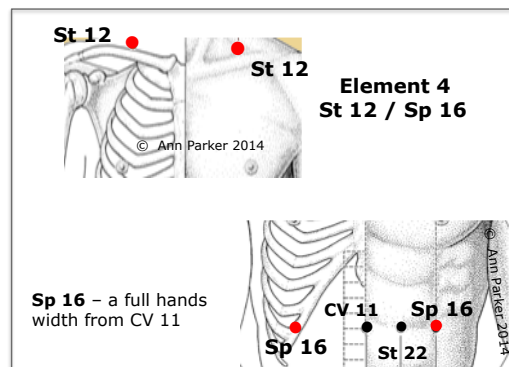 St 12
St 12
Element 4
St 12 / Sp 16
© Ann Parker 2014
Sp 16 – a full hands
width from CV 11
CV 11
Sp 16
Sp 16
St 22
© Ann Parker 2014